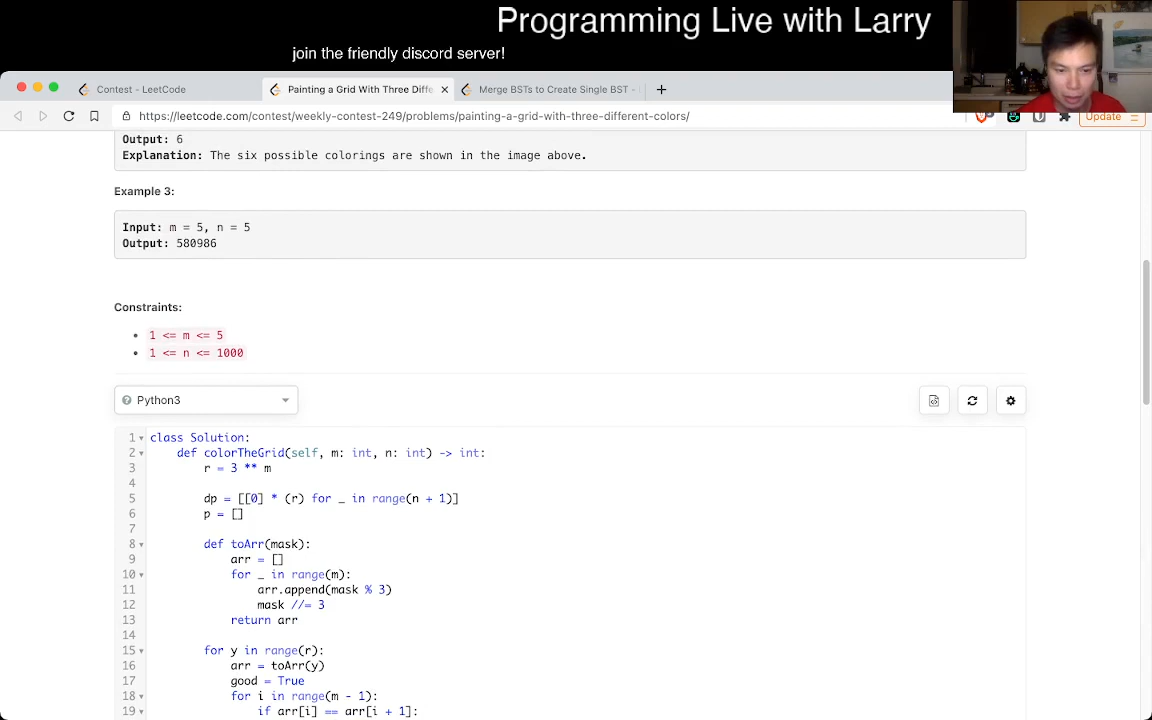 Programming Live with Larry
join the friendly discord server!
Contest - LeetCode
Painting a Grid With Three Diffe
Merge BSTs to Create Single BST -
https://leetcode.com/contest/weekly-contest-249/problems/painting-a-grid-with-three-different-colors/
Update
Output: 6
Explanation: The six possible colorings are shown in the image above.
Example 3:
Input: m = 5, n = 5
Output: 580986
Constraints:
1 <= m <= 5
1 <= n <= 1000
Python3
1 class Solution:
2 def colorTheGrid(self, m: int, n: int) -> int:
3 r = 3 ** m
4
5 dp = [[0] * (r) for _ in range(n + 1)]
6 p = []
7
8 def toArr(mask):
9 arr = []
10 for _ in range(m):
11 arr.append(mask % 3)
12 mask //= 3
13 return arr
14
15 for y in range(r):
16 arr = toArr(y)
17 good = True
18 for i in range(m - 1):
19 if arr[i] == arr[i + 1]: